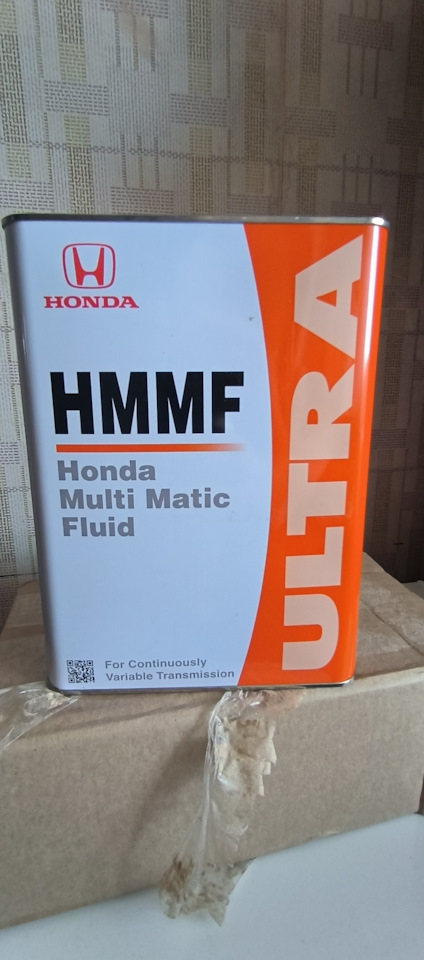 HONDA
HMMF
Honda
Multi Matic
Fluid
For Continuously
Variable Transmission
ULTRA